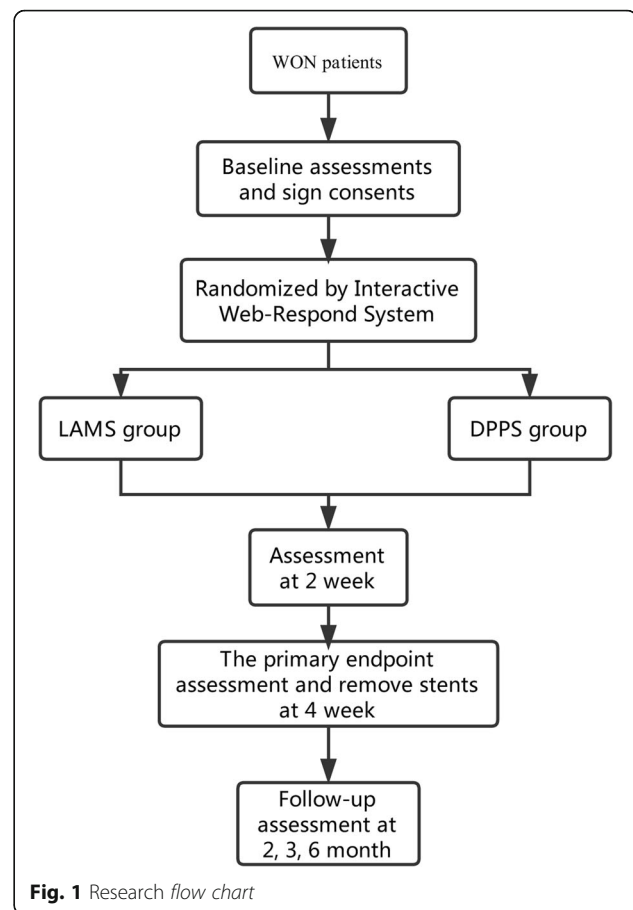 WON patients
Baseline assessments
and sign consents
Randomized by Interactive
Web-Respond System
LAMS group
DPPS group
Assessment
at 2 week
The primary endpoint
assessment and remove stents
at 4 week
Follow-up
assessment at
2, 3, 6 month
Fig. 1 Research flow chart